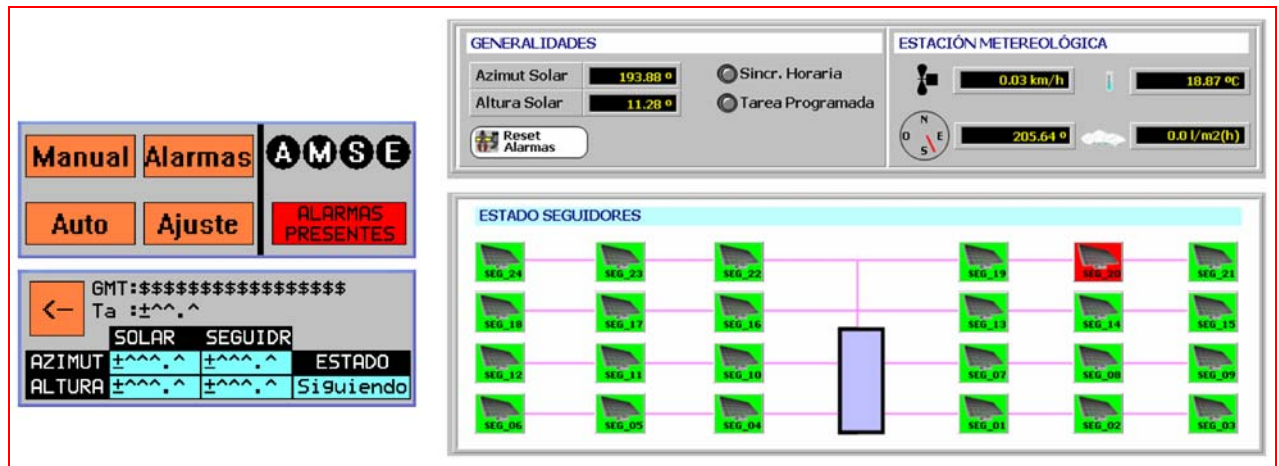 Manual Alarmas A M S E
Auto Ajuste ALARMAS
PRESENTES
<- GMT:$$$$$$$$$$$$$$$$$
Ta :±^^.^
SOLAR SEGUIDR
AZIMUT ±^^^.^ ±^^^.^ ESTADO
ALTURA ±^^^.^ ±^^^.^ Siguiendo
GENERALIDADES
Azimut Solar 193.88 º Sincr. Horaria
Altura Solar 11.28 º Tarea Programada
Reset
Alarmas
ESTACIÓN METEREOLÓGICA
0.03 km/h 18.87 ºC
N
O E
S
205.64 º 0.0 l/m2(h)
ESTADO SEGUIDORES
SEG_24 SEG_23 SEG_22 SEG_19 SEG_20 SEG_21
SEG_18 SEG_17 SEG_16 SEG_13 SEG_14 SEG_15
SEG_12 SEG_11 SEG_10 SEG_07 SEG_08 SEG_09
SEG_06 SEG_05 SEG_04 SEG_01 SEG_02 SEG_03